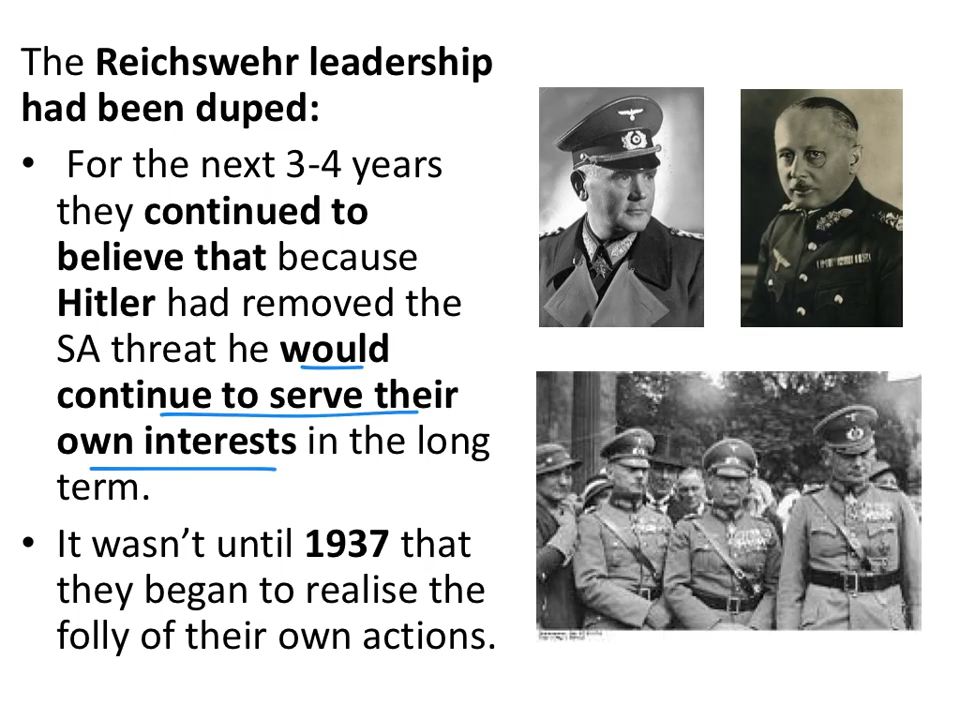 The Reichswehr leadership
had been duped:
• For the next 3-4 years
they continued to
believe that because
Hitler had removed the
SA threat he would
continue to serve their
own interests in the long
term.
• It wasn’t until 1937 that
they began to realise the
folly of their own actions.